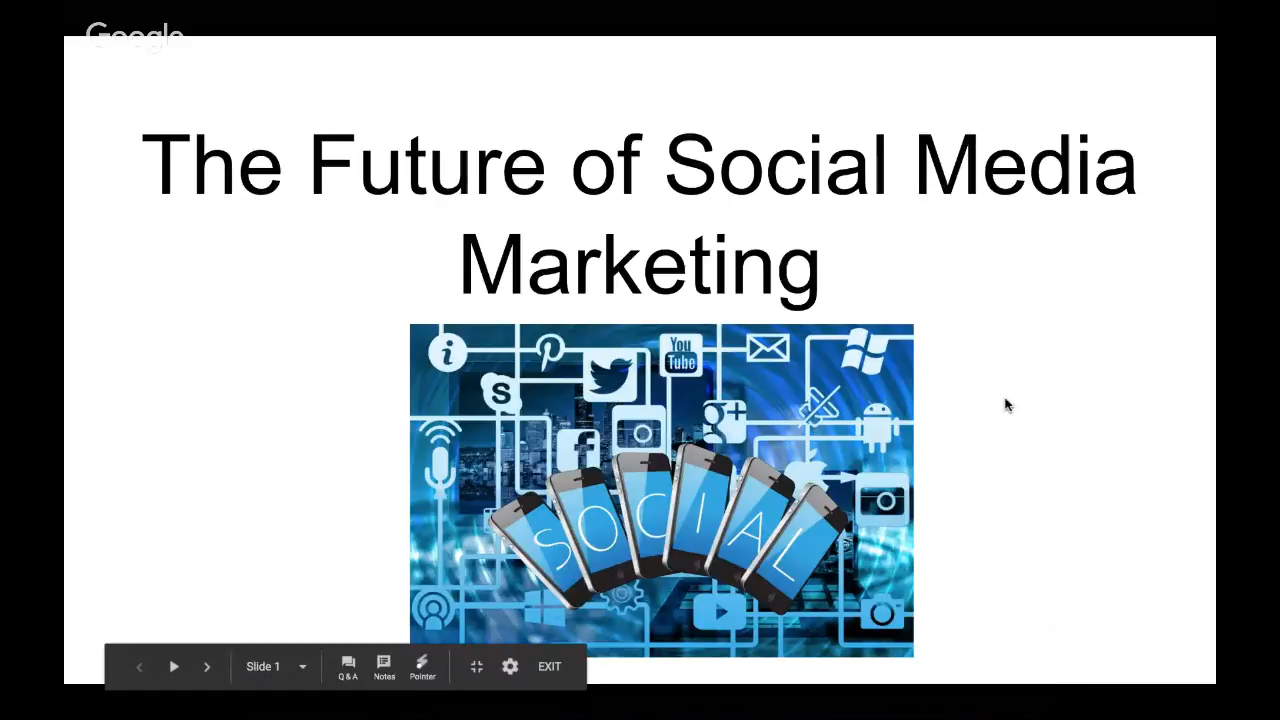 Google
The Future of Social Media
Marketing
You
Tube
g+
SOCIAL
Slide 1
Q&A
Notes
Pointer
EXIT